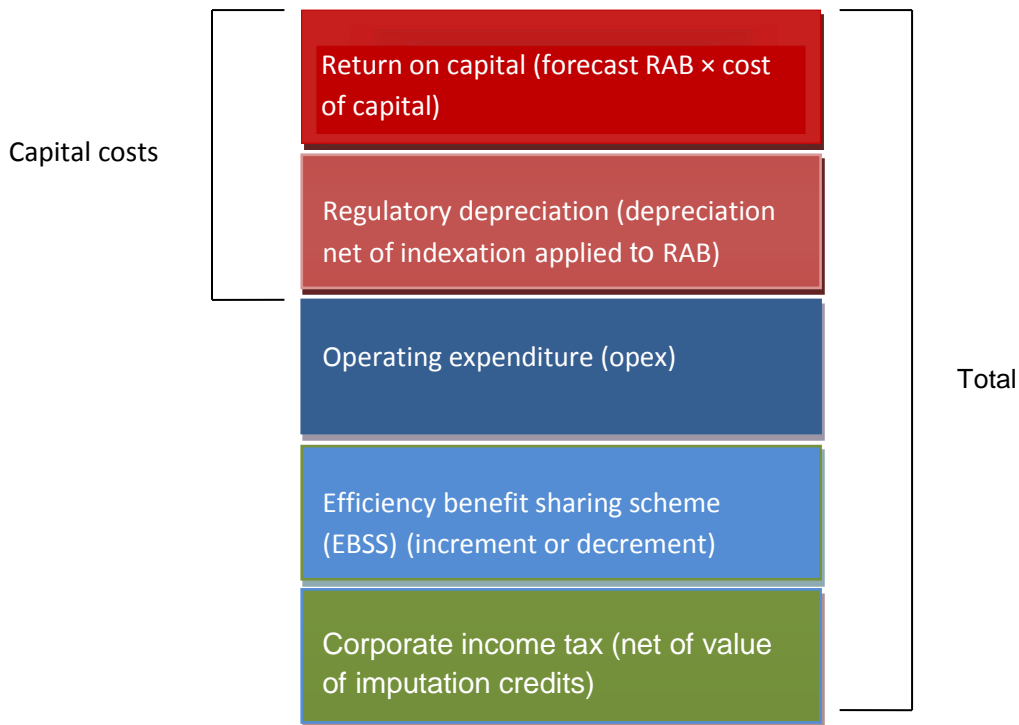 Return on capital (forecast RAB × cost
of capital)
Capital costs
Regulatory depreciation (depreciation
net of indexation applied to RAB)
Operating expenditure (opex)
Total
Efficiency benefit sharing scheme
(EBSS) (increment or decrement)
Corporate income tax (net of value
of imputation credits)